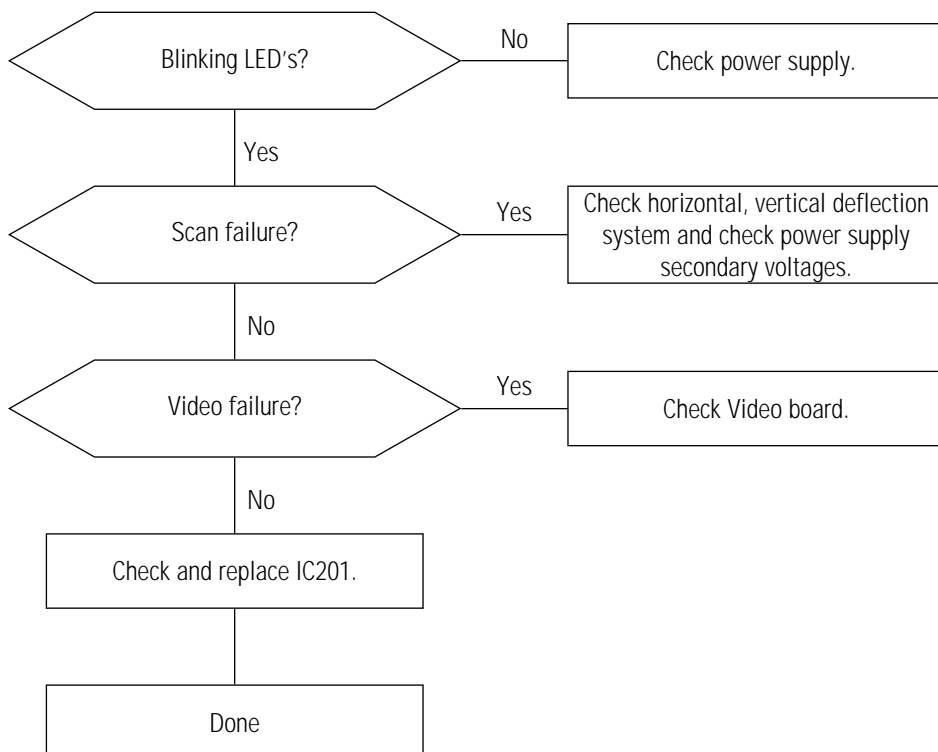 Blinking LED's?
No
Check power supply.
Yes
Scan failure?
Yes
Check horizontal, vertical deflection
system and check power supply
secondary voltages.
No
Video failure?
Yes
Check Video board.
No
Check and replace IC201.
Done